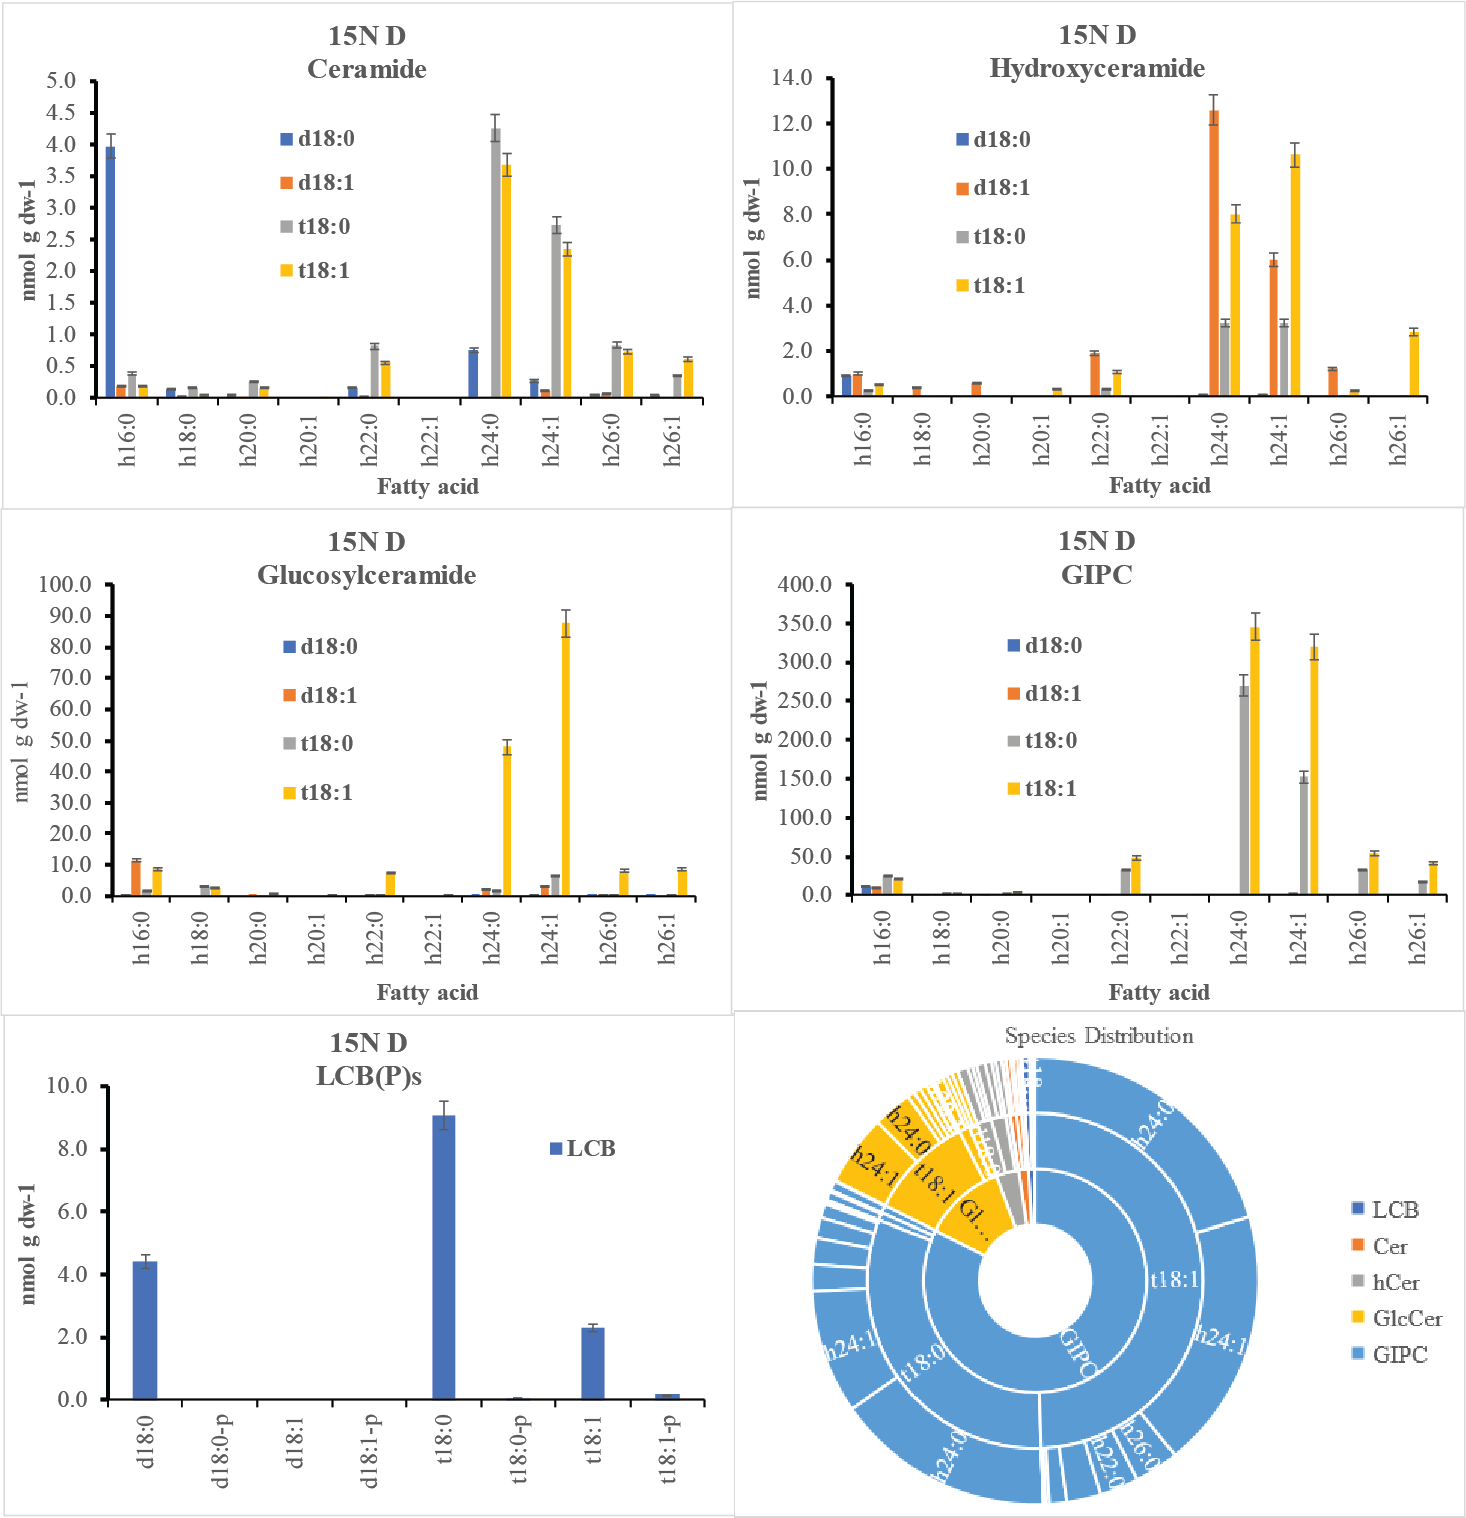 15N D
Ceramide
5.0
4.5
4.0
3.5
3.0
2.5
2.0
1.5
1.0
0.5
0.0
nmol g dw-1
d18:0
d18:1
t18:0
t18:1
h16:0 h18:0 h20:0 h20:1 h22:0 h22:1 h24:0 h24:1 h26:0 h26:1
Fatty acid
15N D
Hydroxyceramide
14.0
12.0
10.0
8.0
6.0
4.0
2.0
0.0
nmol g dw-1
d18:0
d18:1
t18:0
t18:1
h16:0 h18:0 h20:0 h20:1 h22:0 h22:1 h24:0 h24:1 h26:0 h26:1
Fatty acid
15N D
Glucosylceramide
100.0
90.0
80.0
70.0
60.0
50.0
40.0
30.0
20.0
10.0
0.0
nmol g dw-1
d18:0
d18:1
t18:0
t18:1
h16:0 h18:0 h20:0 h20:1 h22:0 h22:1 h24:0 h24:1 h26:0 h26:1
Fatty acid
15N D
GIPC
400.0
350.0
300.0
250.0
200.0
150.0
100.0
50.0
0.0
nmol g dw-1
d18:0
d18:1
t18:0
t18:1
h16:0 h18:0 h20:0 h20:1 h22:0 h22:1 h24:0 h24:1 h26:0 h26:1
Fatty acid
15N D
LCB(P)s
10.0
8.0
6.0
4.0
2.0
0.0
nmol g dw-1
LCB
d18:0 d18:0-p d18:1 d18:1-p t18:0 t18:0-p t18:1 t18:1-p
Species Distribution
h24:0
h24:1
h26:0
h22:0
h24:0
h24:1
h24:1
h24:0
t18:1
t18:0
t18:1
GIPC
Gl...
LCB
Cer
hCer
GlcCer
GIPC